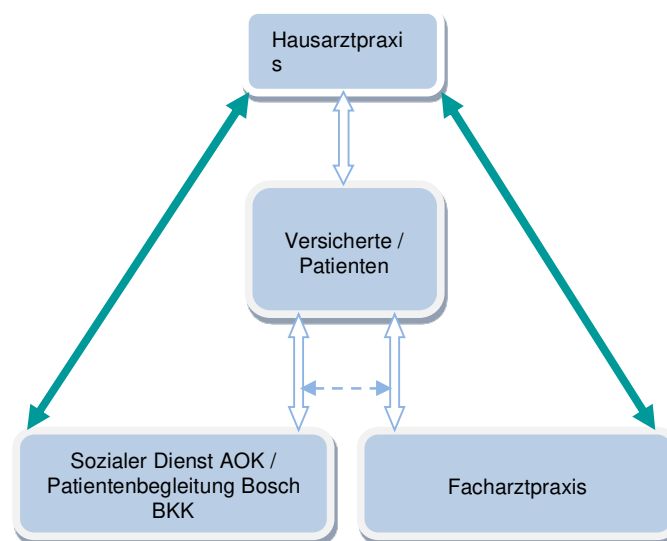 Hausarztpraxi
s
Versicherte /
Patienten
Sozialer Dienst AOK /
Patientenbegleitung Bosch
BKK
Facharztpraxis